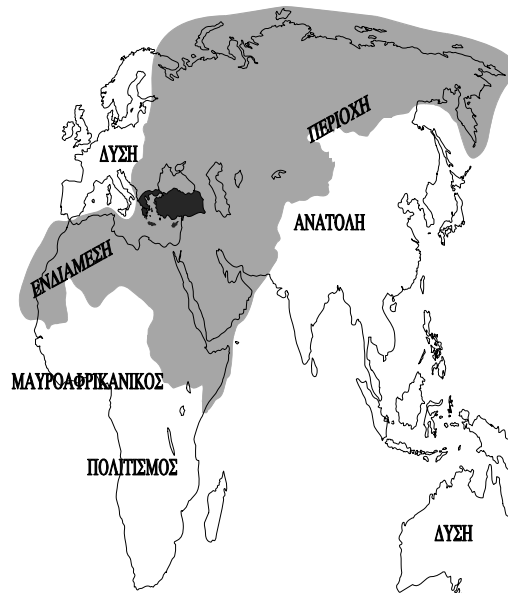 ΠΕΡΙΟΧΗ
ΔΥΣΗ
ΑΝΑΤΟΛΗ
ΕΝΔΙΑΜΕΣΗ
ΜΑΥΡΟΑΦΡΙΚΑΝΙΚΟΣ
ΠΟΛΙΤΙΣΜΟΣ
ΔΥΣΗ